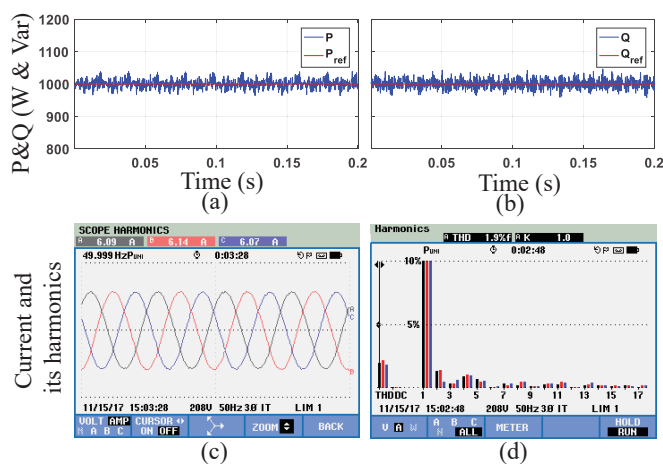 P&Q (W & Var)
1200
1000
800
P
P_ref
0.05 0.1 0.15 0.2
Time (s)
(a)
Q
Q_ref
0.05 0.1 0.15 0.2
Time (s)
(b)
Current and its harmonics
SCOPE HARMONICS
A 6.09 A B 6.14 A C 6.07 A
49.999 Hz PUNI 0:03:28
A
C
B
11/15/17 15:03:28 208V 50Hz 3Ø IT LIM 1
VOLT AMP CURSOR
N A B C ON OFF ZOOM BACK
(c)
Harmonics
A THD 1.9%f A K 1.0
PUNI 0:02:48
10%
5%
THDDC 1 3 5 7 9 11 13 15 17
11/15/17 15:02:48 208V 50Hz 3Ø IT LIM 1
V A W A B C N ALL METER HOLD RUN
(d)